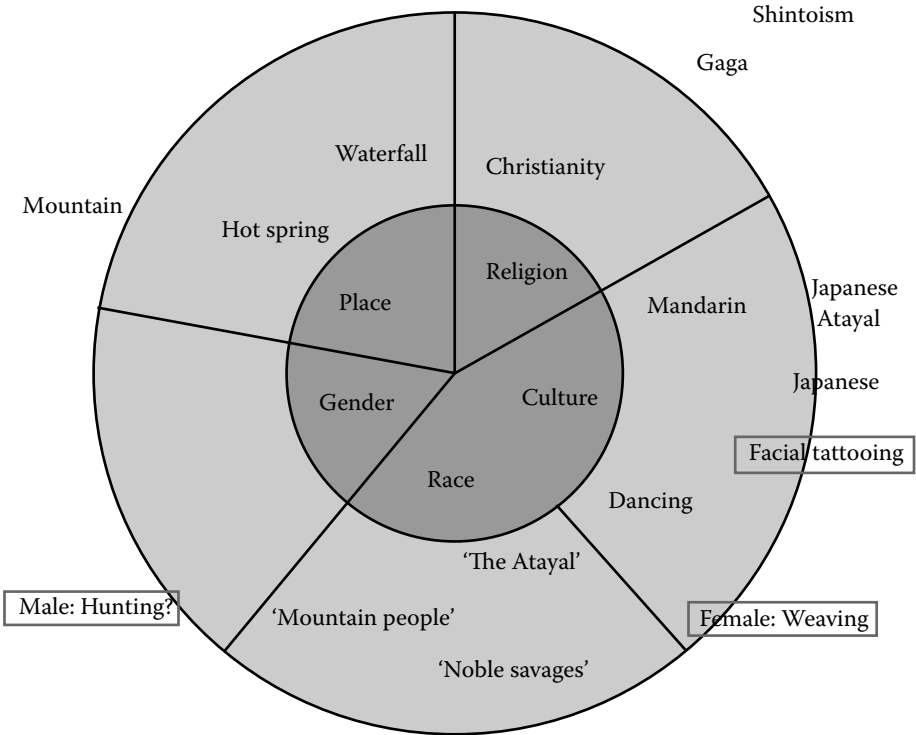 Shintoism
Gaga
Waterfall
Christianity
Mountain
Hot spring
Religion
Place
Mandarin
Japanese
Atayal
Japanese
Gender
Culture
Facial tattooing
Race
Dancing
‘The Atayal’
Male: Hunting?
‘Mountain people’
Female: Weaving
‘Noble savages’